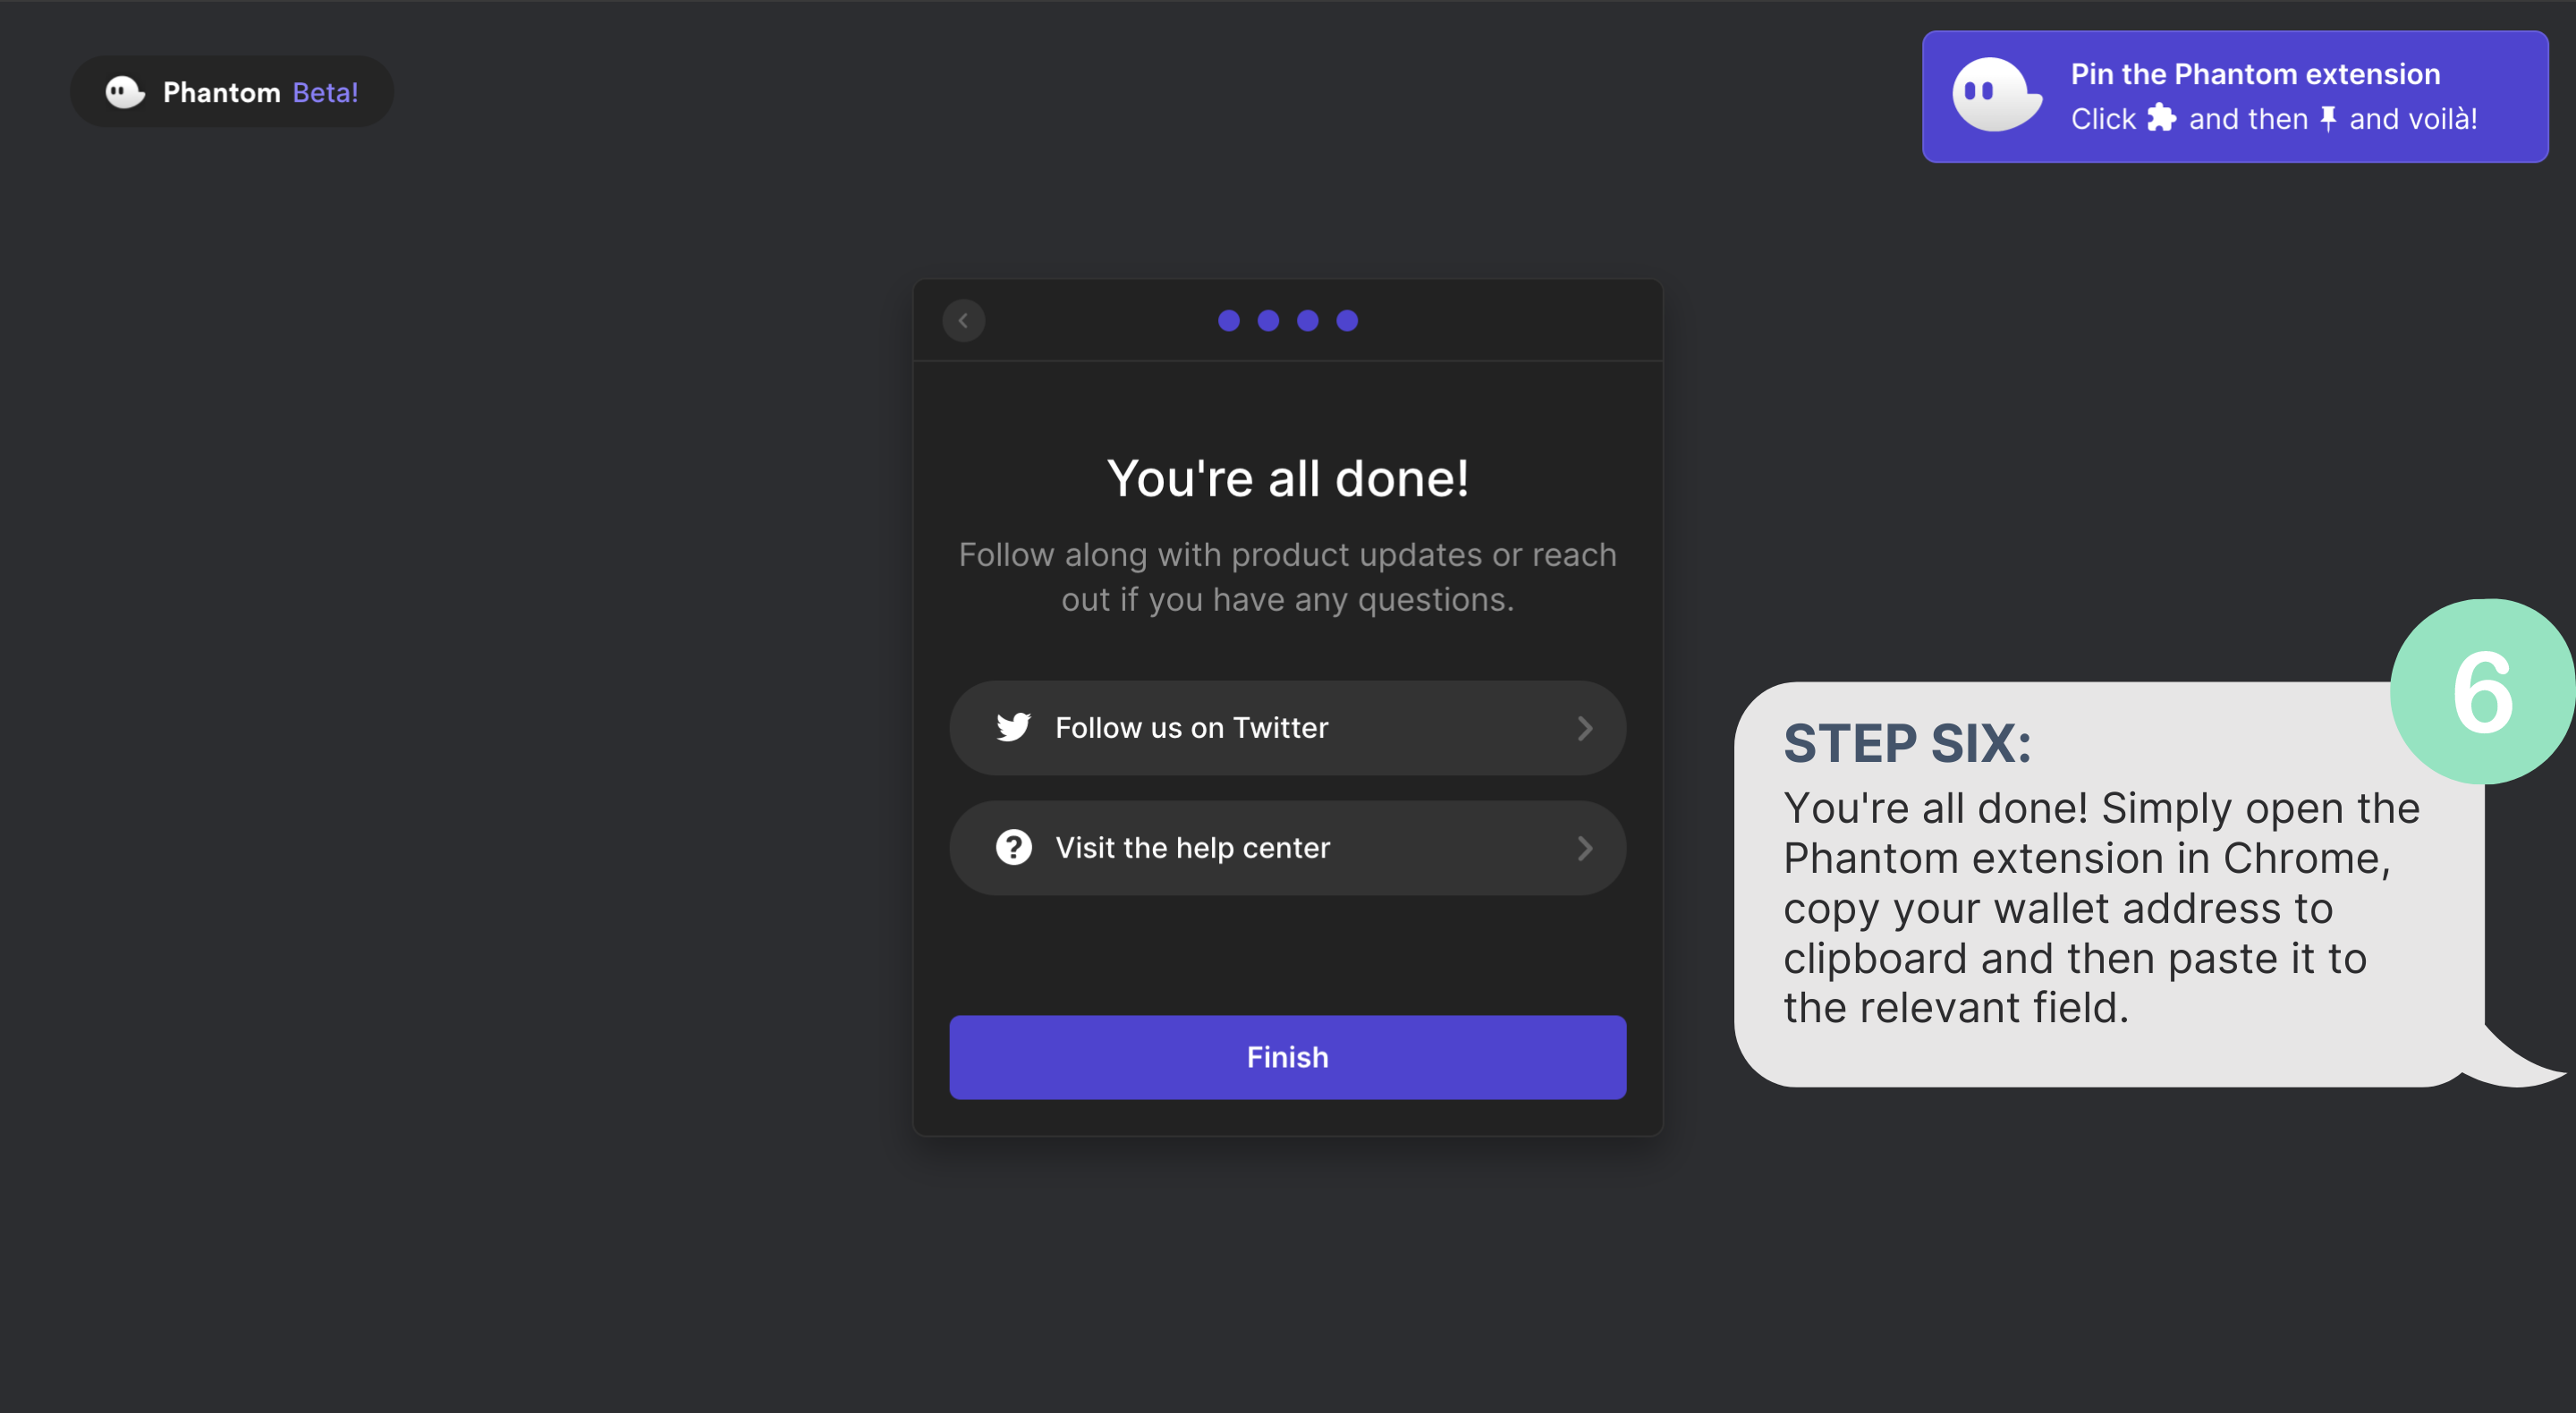 Phantom Beta!
Pin the Phantom extension
Click and then and voilà!
You're all done!
Follow along with product updates or reach
out if you have any questions.
Follow us on Twitter
Visit the help center
Finish
6
STEP SIX:
You're all done! Simply open the
Phantom extension in Chrome,
copy your wallet address to
clipboard and then paste it to
the relevant field.